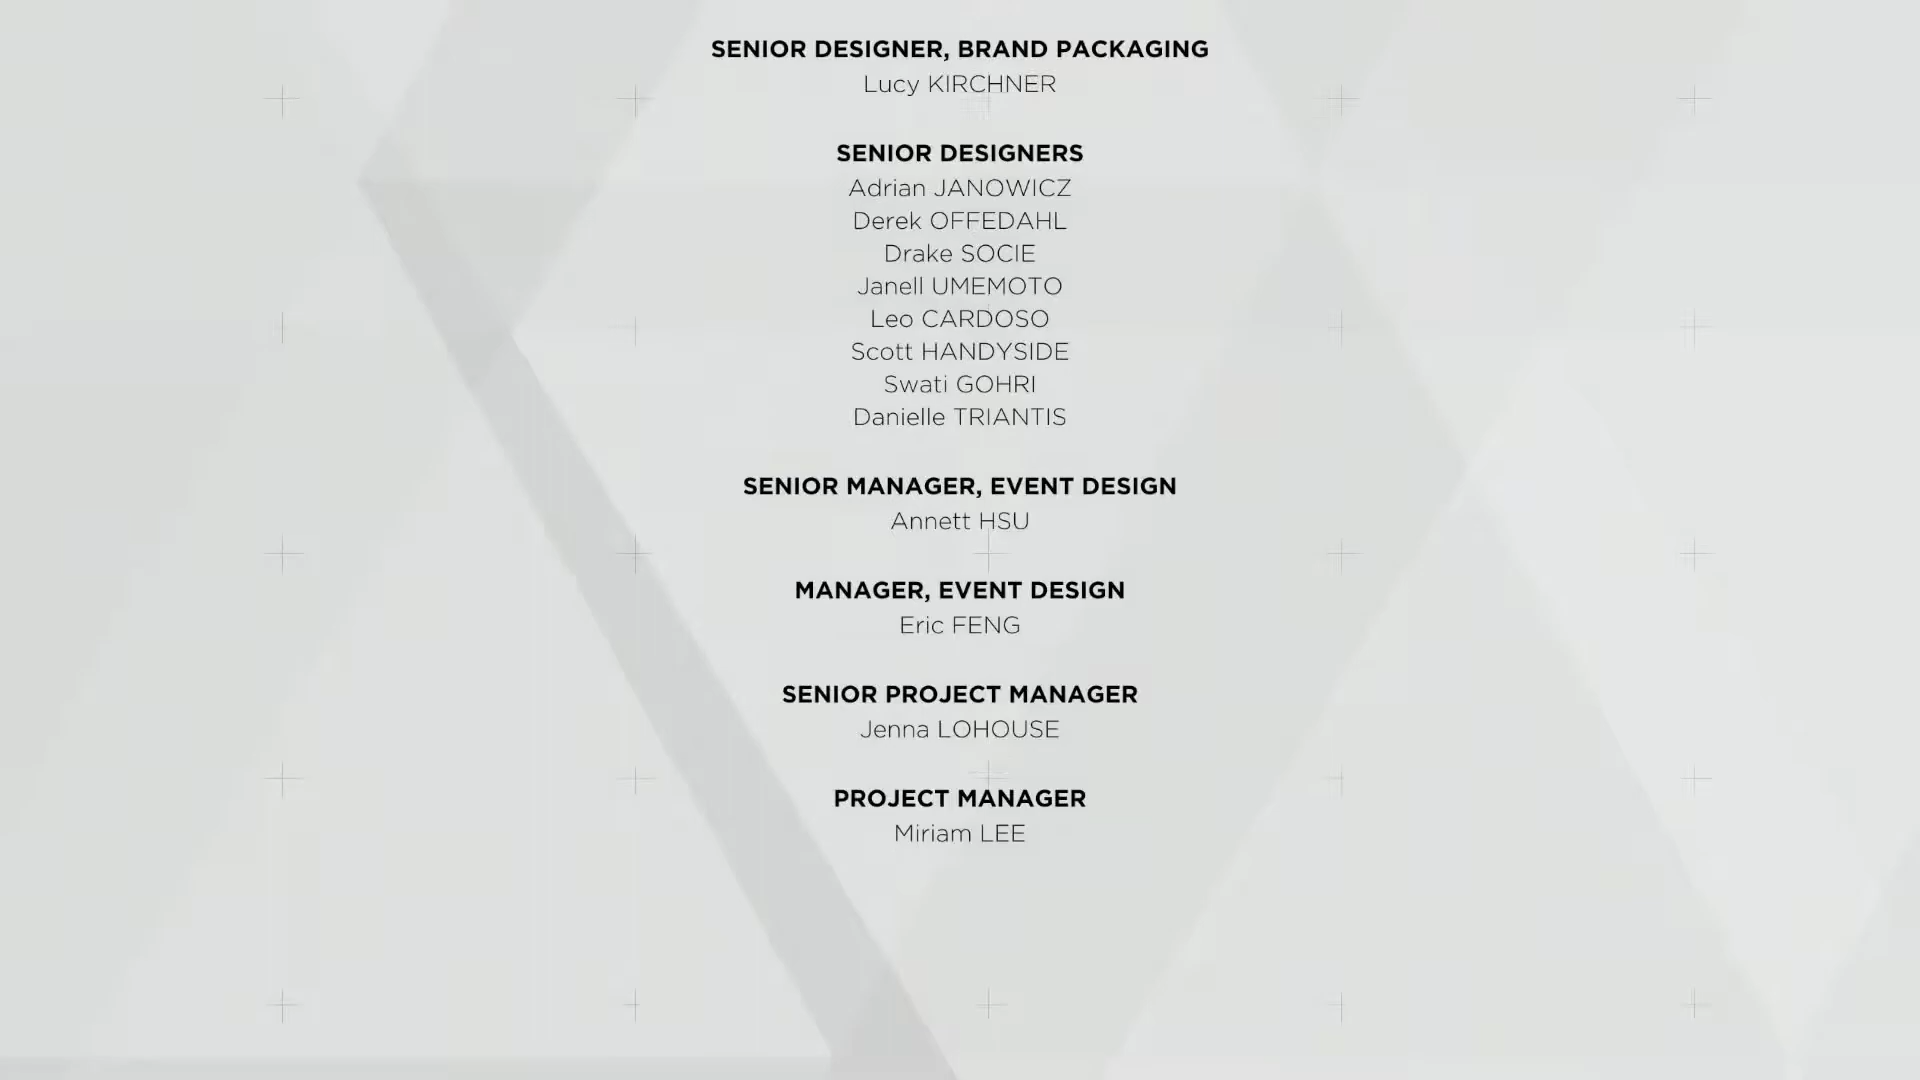 SENIOR DESIGNER, BRAND PACKAGING
Lucy KIRCHNER
SENIOR DESIGNERS
Adrian JANOWICZ
Derek OFFEDAHL
Drake SOCIE
Janell UMEMOTO
Leo CARDOSO
Scott HANDYSIDE
Swati GOHRI
Danielle TRIANTIS
SENIOR MANAGER, EVENT DESIGN
Annett HSU
MANAGER, EVENT DESIGN
Eric FENG
SENIOR PROJECT MANAGER
Jenna LOHOUSE
PROJECT MANAGER
Miriam LEE